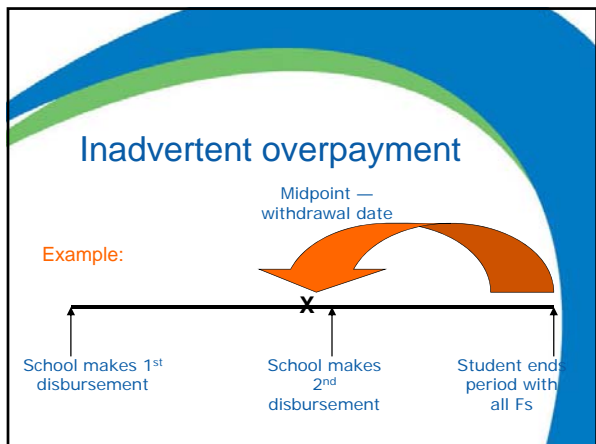 Inadvertent overpayment
Midpoint —
withdrawal date
Example:
X
School makes 1st
disbursement
School makes
2nd
disbursement
Student ends
period with
all Fs